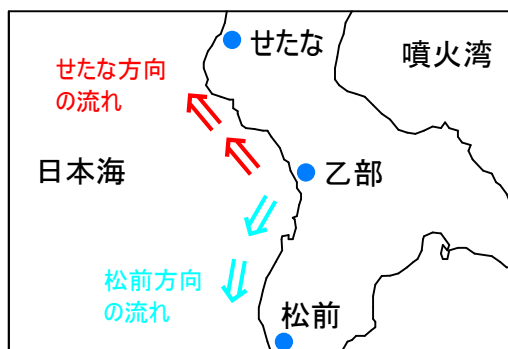 せたな
噴火湾
せたな方向
の流れ
日本海
乙部
松前方向
の流れ
松前